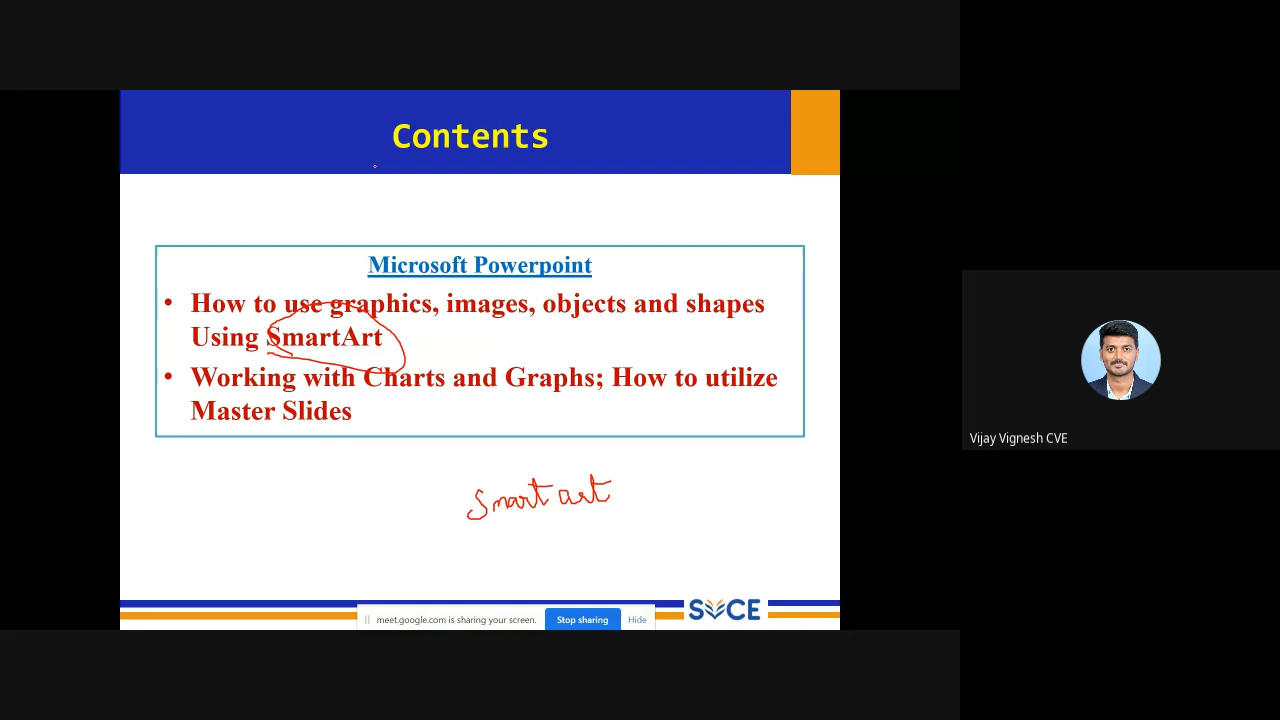 Contents
Microsoft Powerpoint
• How to use graphics, images, objects and shapes
Using SmartArt
• Working with Charts and Graphs; How to utilize
Master Slides
Smart art
SVCE
meet.google.com is sharing your screen. Stop sharing Hide
Vijay Vignesh CVE